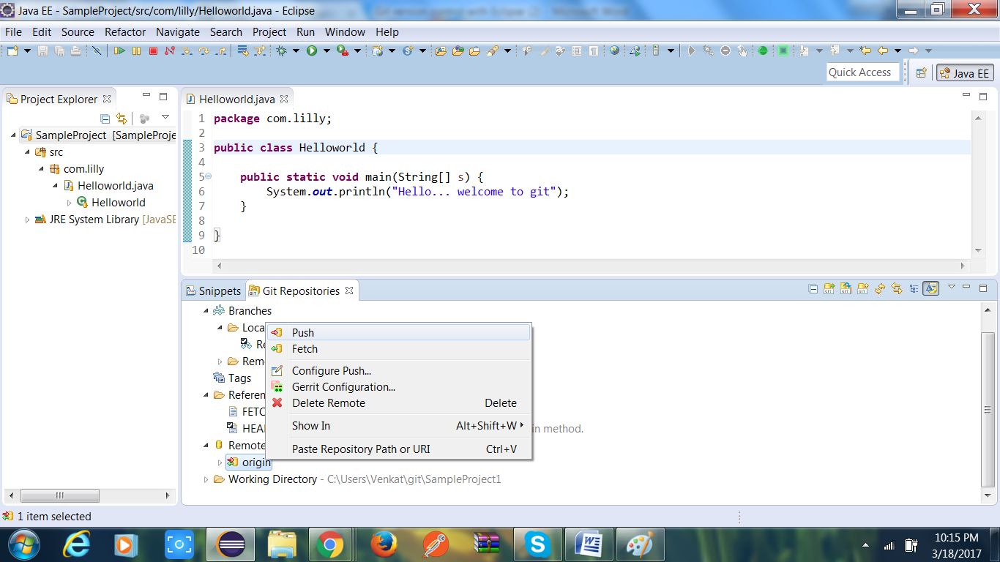 Java EE - SampleProject/src/com/lilly/Helloworld.java - Eclipse
File Edit Source Refactor Navigate Search Project Run Window Help
Quick Access
Java EE
Project Explorer
SampleProject [SampleProje
src
com.lilly
Helloworld.java
Helloworld
JRE System Library [JavaSE
Helloworld.java
1 package com.lilly;
2
3 public class Helloworld {
4
5 public static void main(String[] s) {
6 System.out.println("Hello... welcome to git");
7 }
8
9 }
10
Snippets
Git Repositories
Branches
Loca
Re
Rem
Tags
Referen
FETC
HEA
in method.
Remote
origin
Working Directory - C:\Users\Venkat\git\SampleProject1
Push
Fetch
Configure Push...
Gerrit Configuration...
Delete Remote Delete
Show In Alt+Shift+W
Paste Repository Path or URI Ctrl+V
1 item selected
10:15 PM
3/18/2017